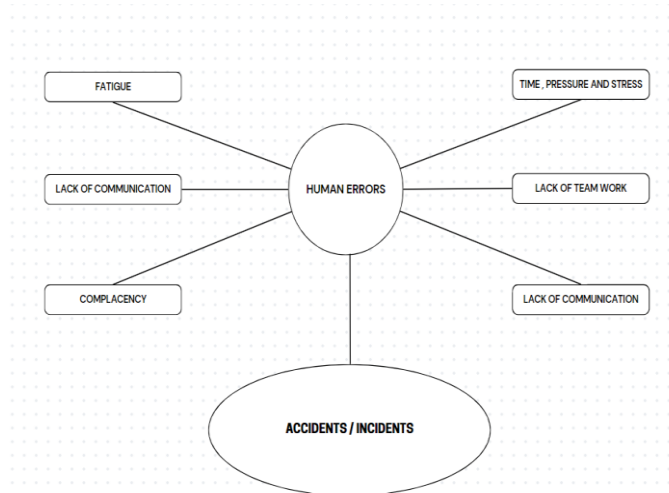 FATIGUE
TIME , PRESSURE AND STRESS
LACK OF COMMUNICATION
HUMAN ERRORS
LACK OF TEAM WORK
COMPLACENCY
LACK OF COMMUNICATION
ACCIDENTS / INCIDENTS